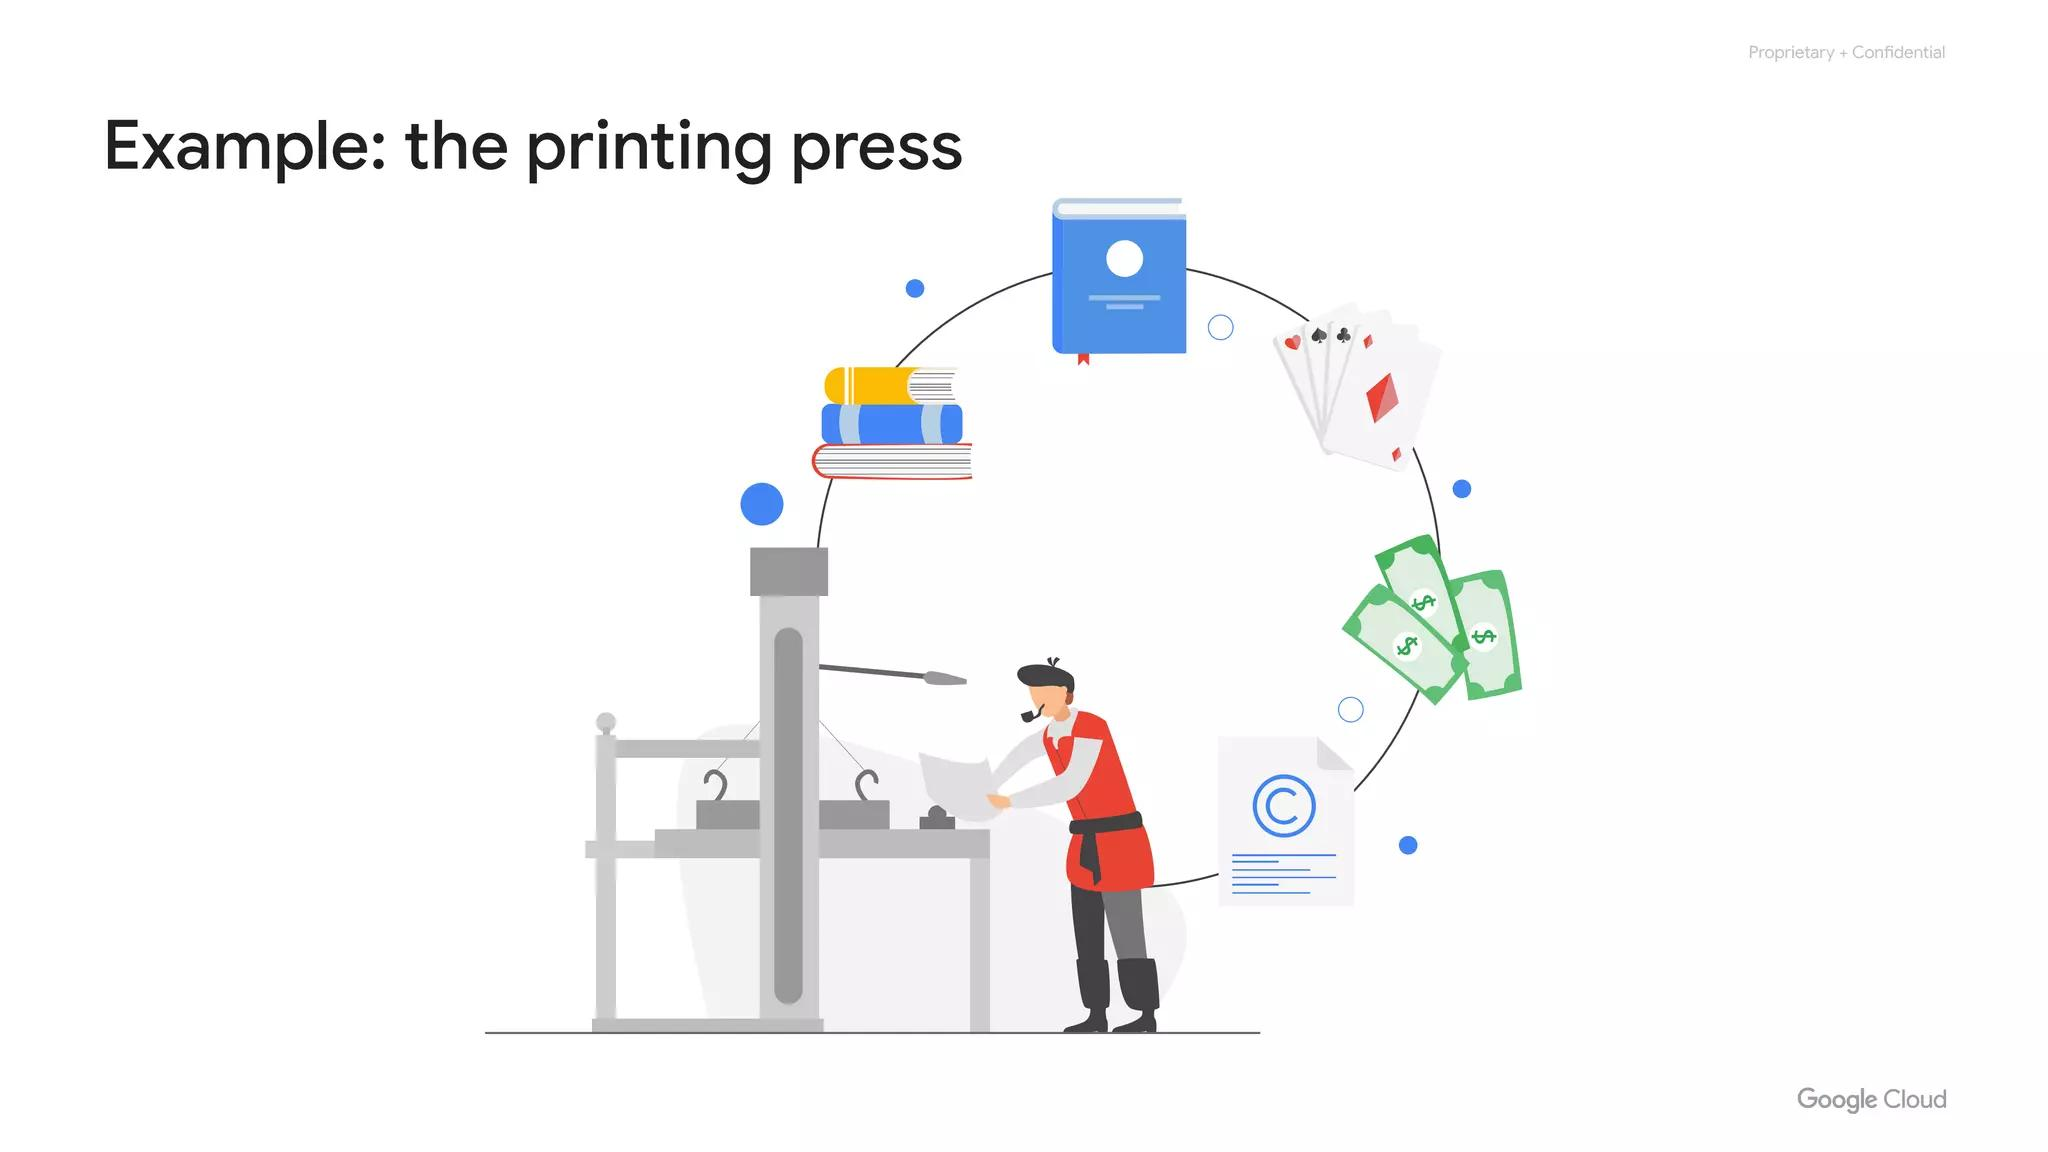 Proprietary + Confidential
Example: the printing press
$
$
$
©
Google Cloud